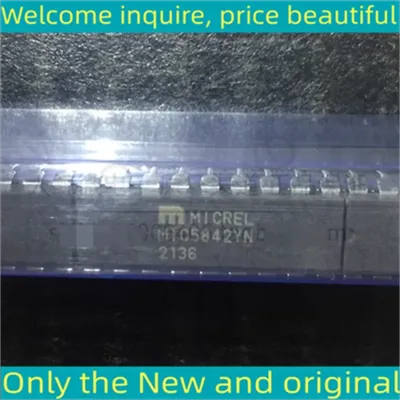 Welcome inquire, price beautiful
MICREL
MIC5842YN
2136
Only the New and original